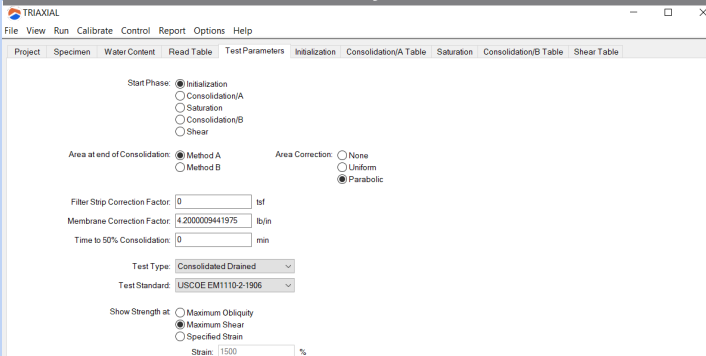 TRIAXIAL
File View Run Calibrate Control Report Options Help
Project Specimen Water Content Read Table Test Parameters Initialization Consolidation/A Table Saturation Consolidation/B Table Shear Table
Start Phase: Initialization
Consolidation/A
Saturation
Consolidation/B
Shear
Area at end of Consolidation: Method A Area Correction: None
Method B Uniform
Parabolic
Filter Strip Correction Factor: 0 tsf
Membrane Correction Factor: 4.2000009441975 lb/in
Time to 50% Consolidation: 0 min
Test Type: Consolidated Drained
Test Standard: USCOE EM1110-2-1906
Show Strength at: Maximum Obliquity
Maximum Shear
Specified Strain
Strain: 1500 %